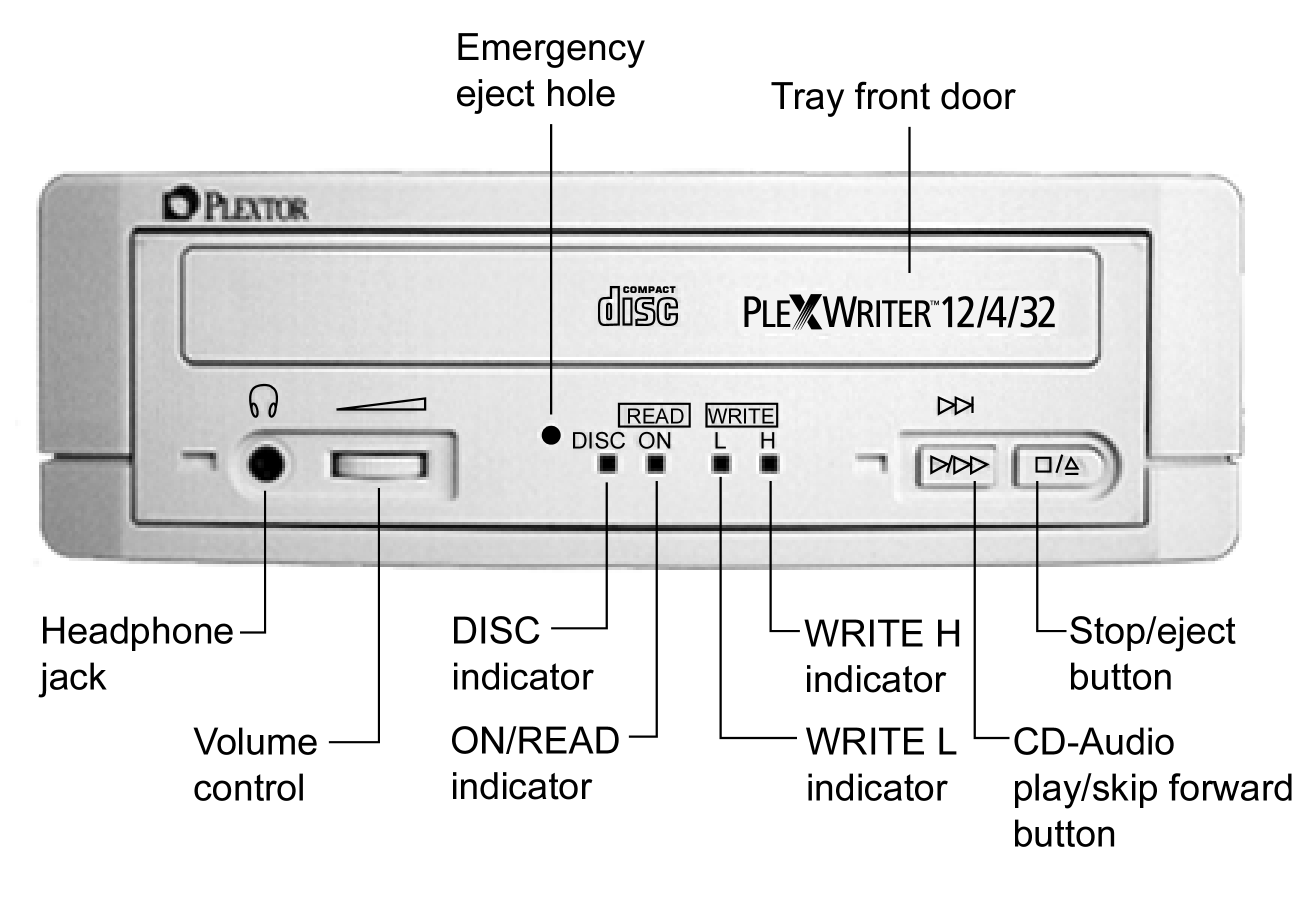 Emergency
eject hole
Tray front door
PLEXTOR
COMPACT
disc
PLEXWRITER™12/4/32
READ
WRITE
DISC ON L H
Headphone
jack
DISC
indicator
WRITE H
indicator
Stop/eject
button
Volume
control
ON/READ
indicator
WRITE L
indicator
CD-Audio
play/skip forward
button